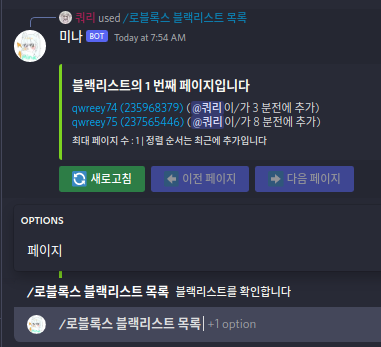 쿼리 used /로블록스 블랙리스트 목록
미나 BOT Today at 7:54 AM
블랙리스트의 1 번째 페이지입니다
qwreey74 (235968379) (@쿼리 이/가 3 분전에 추가)
qwreey75 (237565446) (@쿼리 이/가 8 분전에 추가)
최대 페이지 수 : 1 | 정렬 순서는 최근에 추가입니다
새로고침 이전 페이지 다음 페이지
OPTIONS
페이지
/로블록스 블랙리스트 목록 블랙리스트를 확인합니다
/로블록스 블랙리스트 목록 +1 option